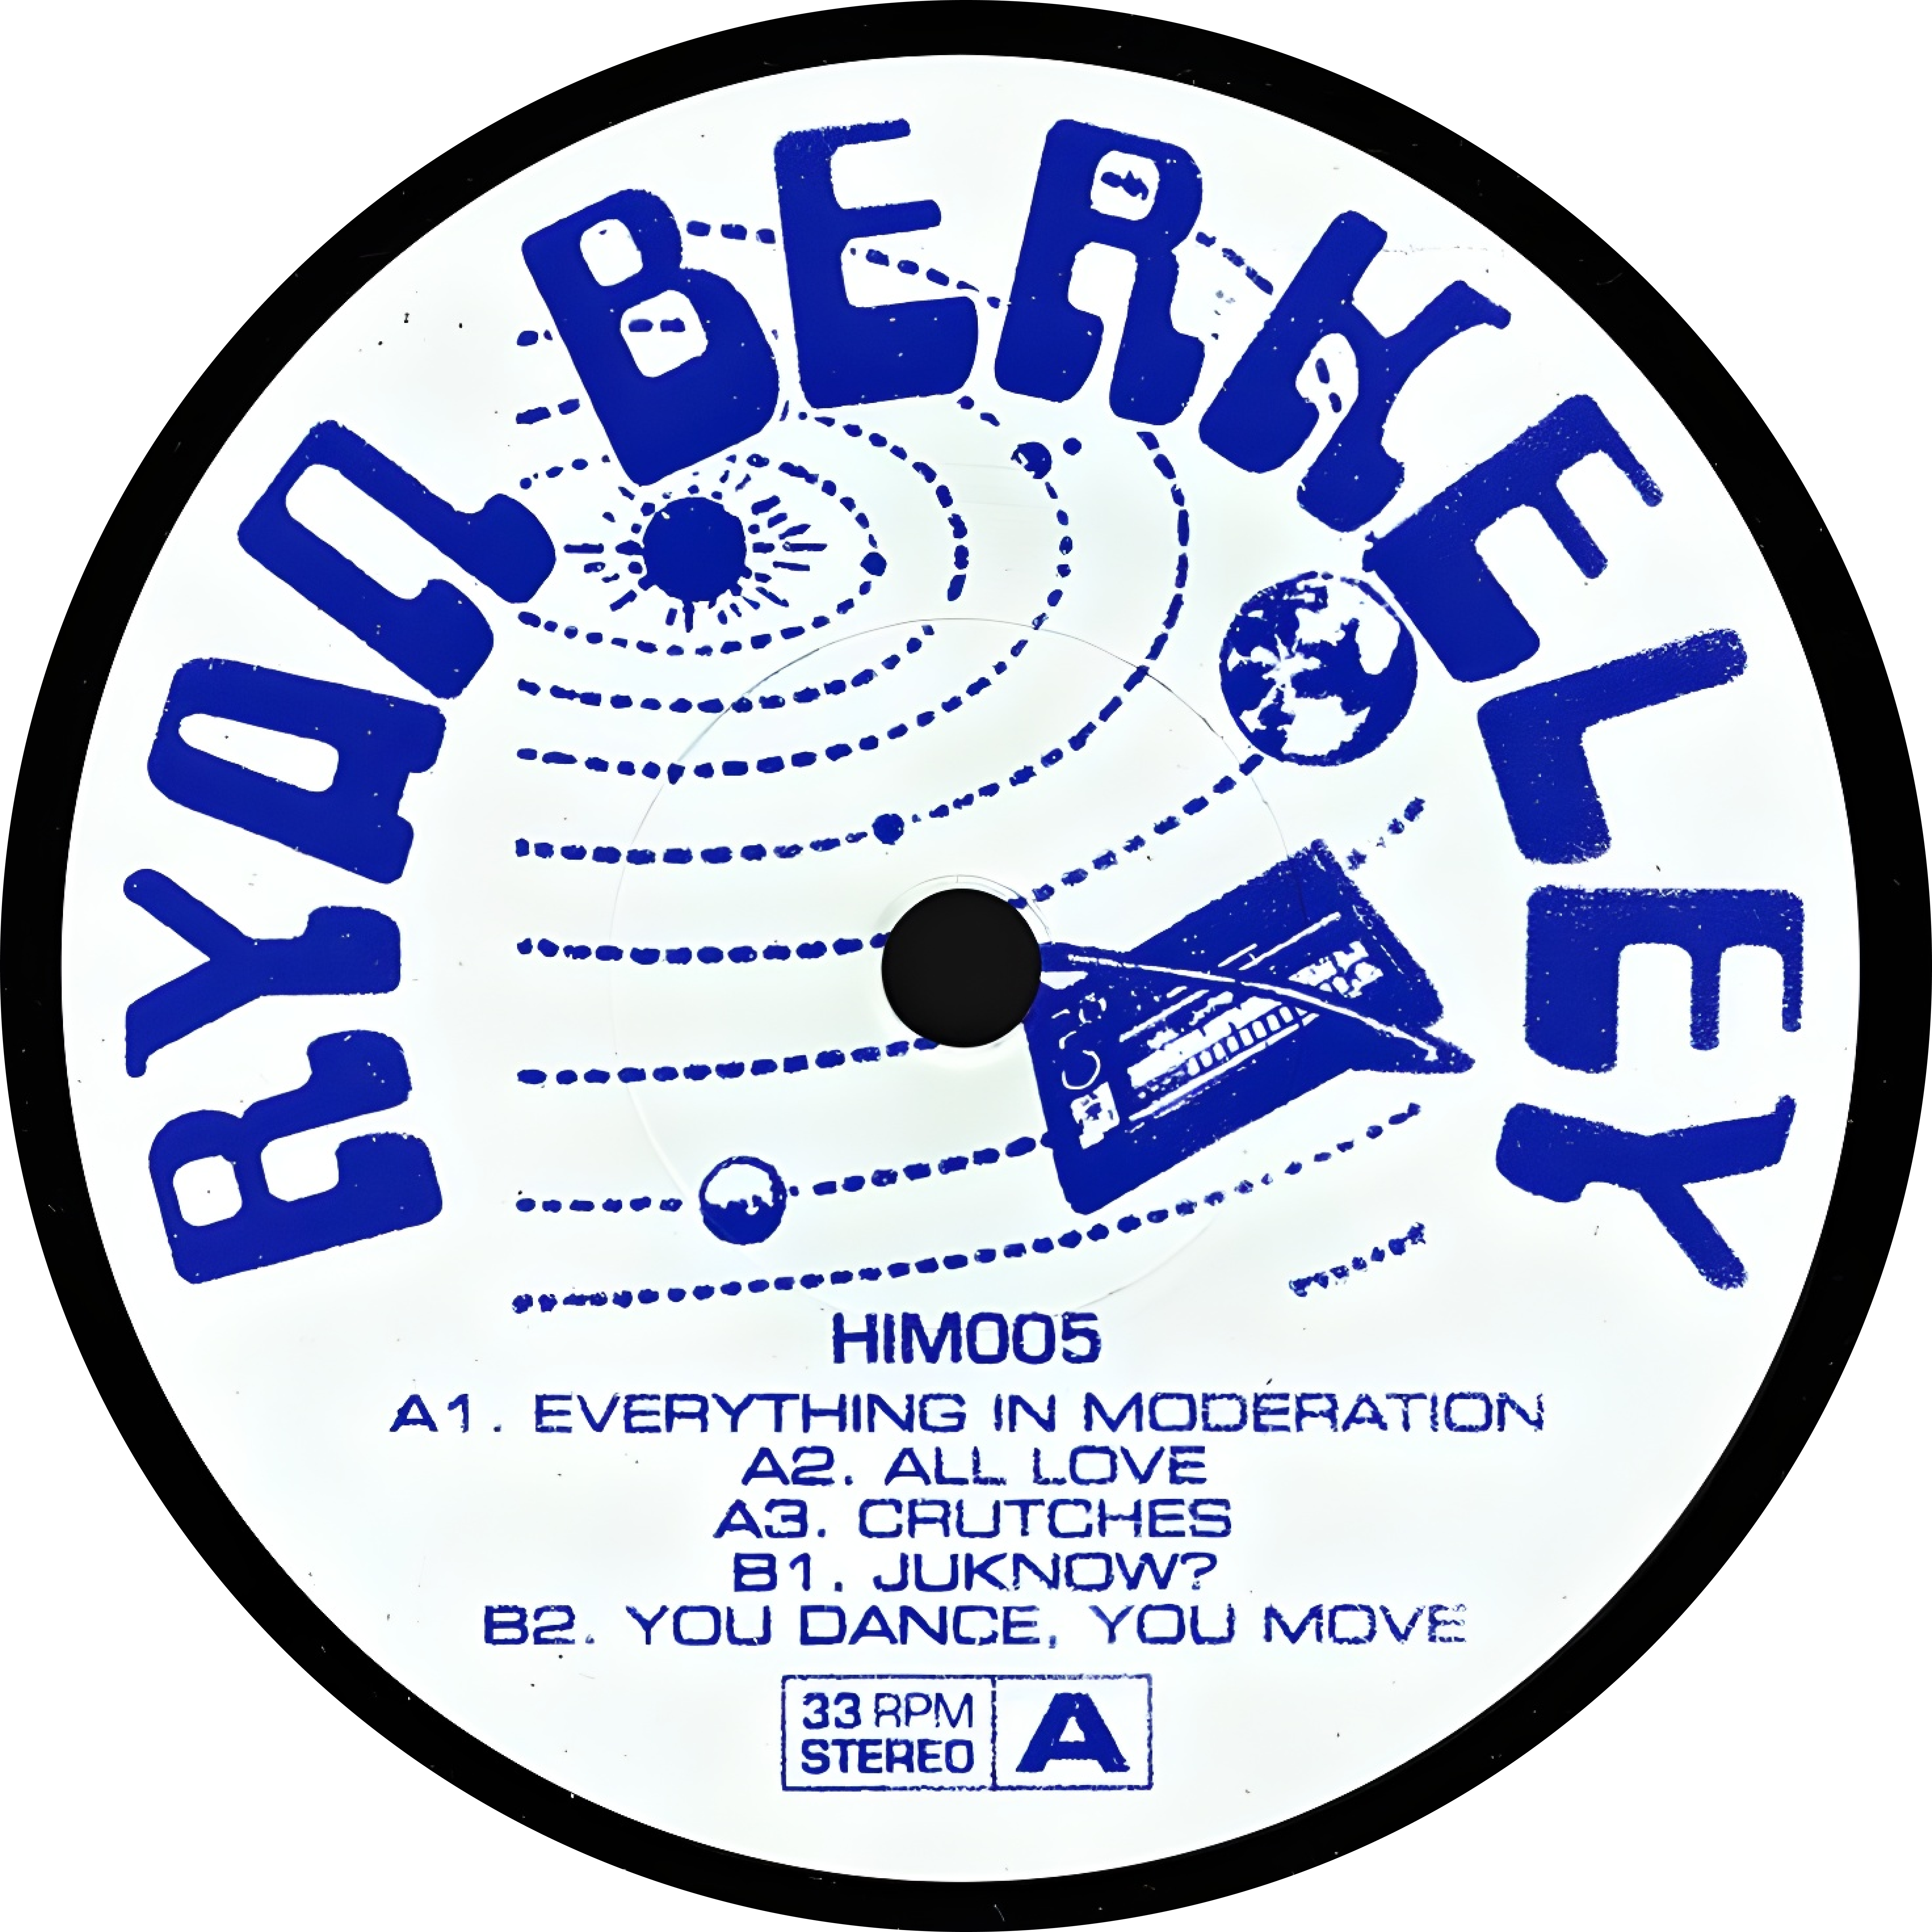 RYAN BERKELEY
HIM005
A1. EVERYTHING IN MODERATION
A2. ALL LOVE
A3. CRUTCHES
B1. JUKNOW?
B2. YOU DANCE, YOU MOVE
33 RPM
STEREO
A